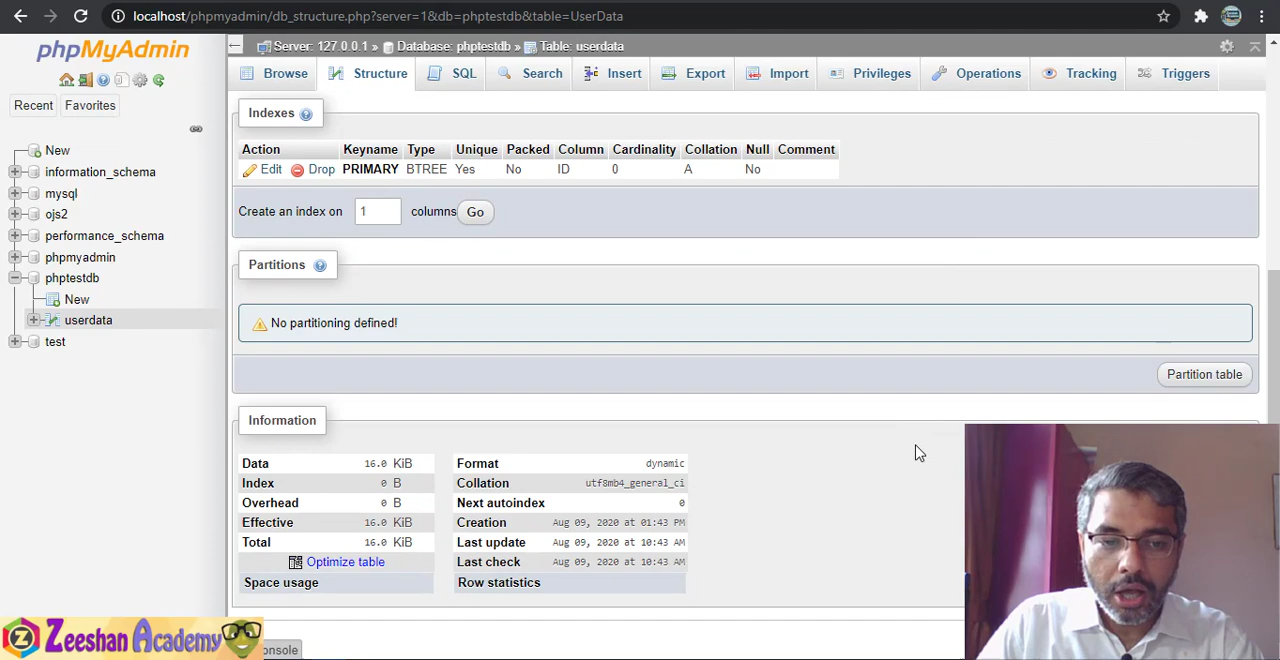 localhost/phpmyadmin/db_structure.php?server=1&db=phptestdb&table=UserData
phpMyAdmin
Server: 127.0.0.1 » Database: phptestdb » Table: userdata
Browse Structure SQL Search Insert Export Import Privileges Operations Tracking Triggers
Recent Favorites
New
information_schema
mysql
ojs2
performance_schema
phpmyadmin
phptestdb
New
userdata
test
Indexes
Action Keyname Type Unique Packed Column Cardinality Collation Null Comment
Edit Drop PRIMARY BTREE Yes No ID 0 A No
Create an index on 1 columns Go
Partitions
No partitioning defined!
Partition table
Information
Data 16.0 KiB
Index 0 B
Overhead 0 B
Effective 16.0 KiB
Total 16.0 KiB
Optimize table
Space usage
Format dynamic
Collation utf8mb4_general_ci
Next autoindex 0
Creation Aug 09, 2020 at 01:43 PM
Last update Aug 09, 2020 at 10:43 AM
Last check Aug 09, 2020 at 10:43 AM
Row statistics
onsole
Z Zeeshan Academy